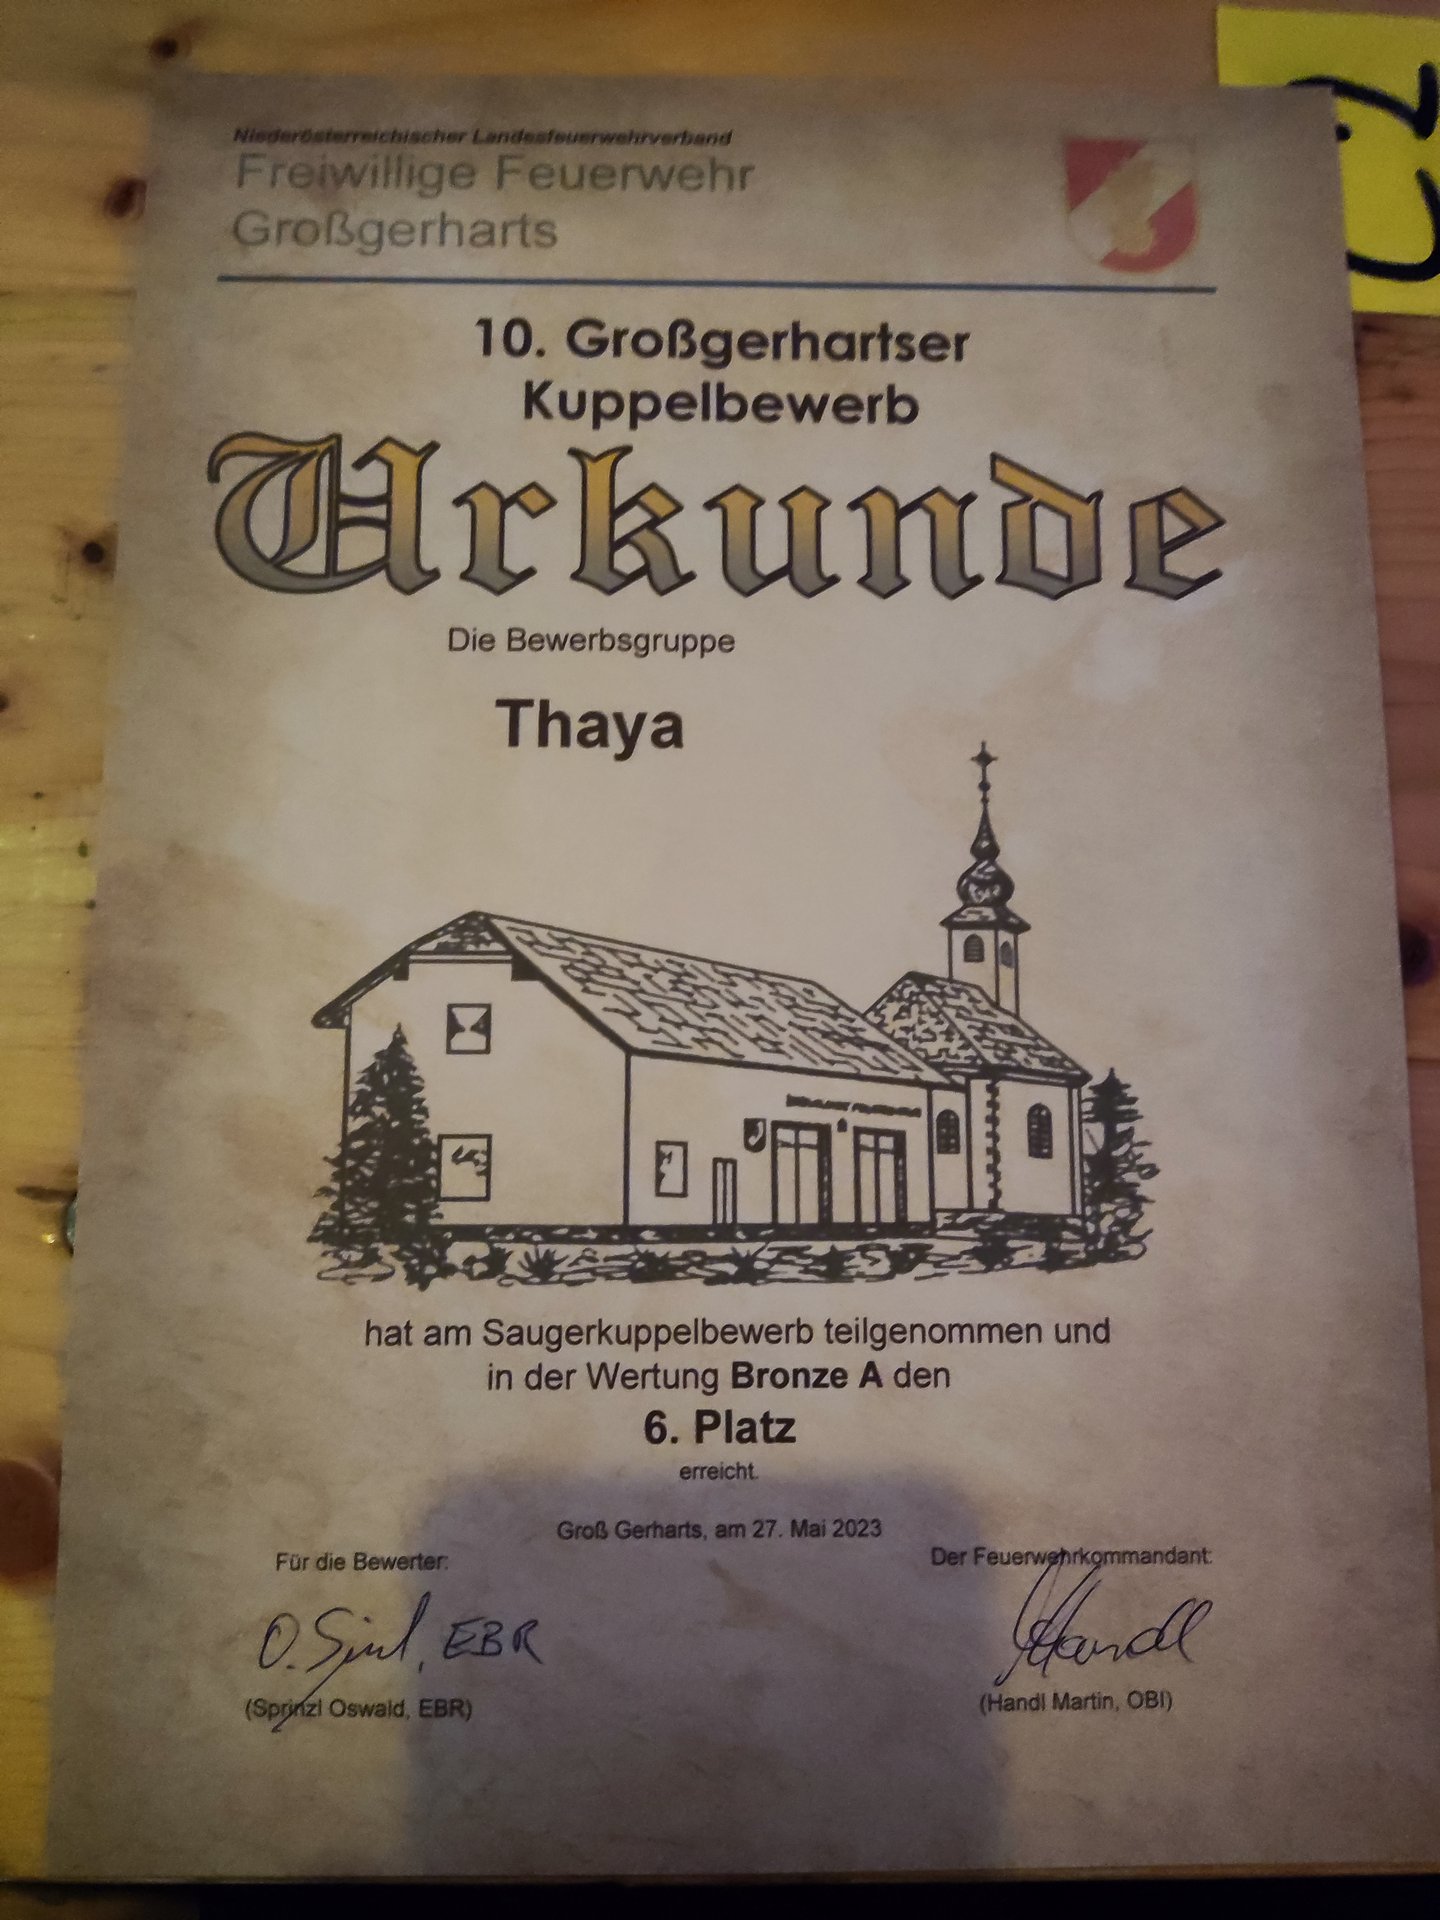 Niederösterreichischer Landesfeuerwehrverband
Freiwillige Feuerwehr
Großgerharts
10. Großgerhartser
Kuppelbewerb
Urkunde
Die Bewerbsgruppe
Thaya
hat am Saugerkuppelbewerb teilgenommen und
in der Wertung Bronze A den
6. Platz
erreicht.
Groß Gerharts, am 27. Mai 2023
Für die Bewerter:
Der Feuerwehrkommandant:
EBR
Handl
(Sprinzl Oswald, EBR)
(Handl Martin, OBI)